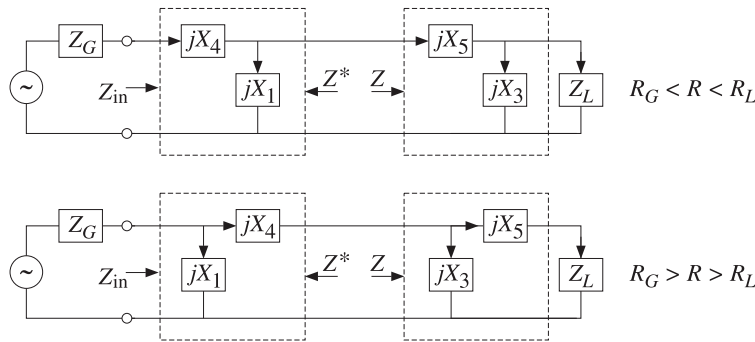 Z_G jX_4 jX_5
Z_in jX_1 Z* Z jX_3 Z_L R_G < R < R_L
~
Z_G jX_4 jX_5
Z_in jX_1 Z* Z jX_3 Z_L R_G > R > R_L
~